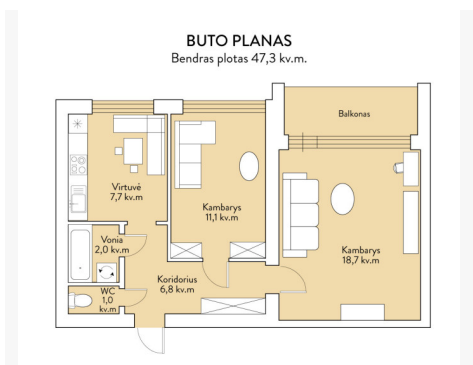 BUTO PLANAS
Bendras plotas 47,3 kv.m.
Balkonas
Virtuvė
7,7 kv.m
Kambarys
11,1 kv.m
Vonia
2,0 kv.m
Kambarys
18,7 kv.m
Koridorius
6,8 kv.m
WC
1,0
kv.m